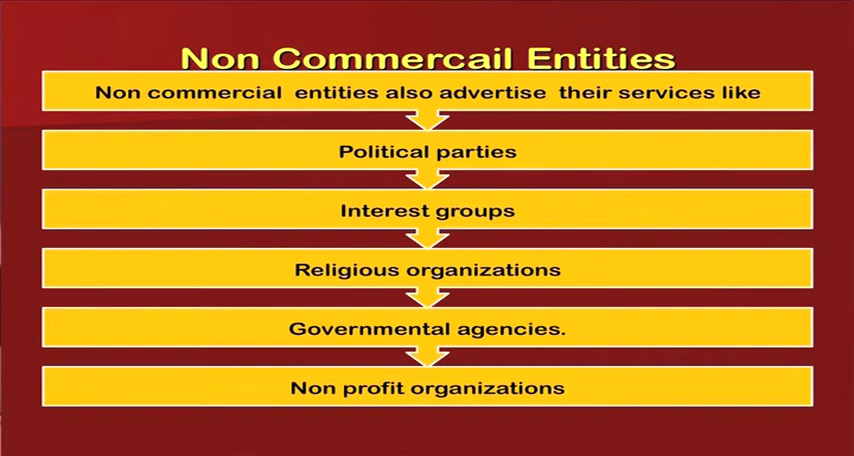 Non Commercail Entities
Non commercial entities also advertise their services like
Political parties
Interest groups
Religious organizations
Governmental agencies.
Non profit organizations